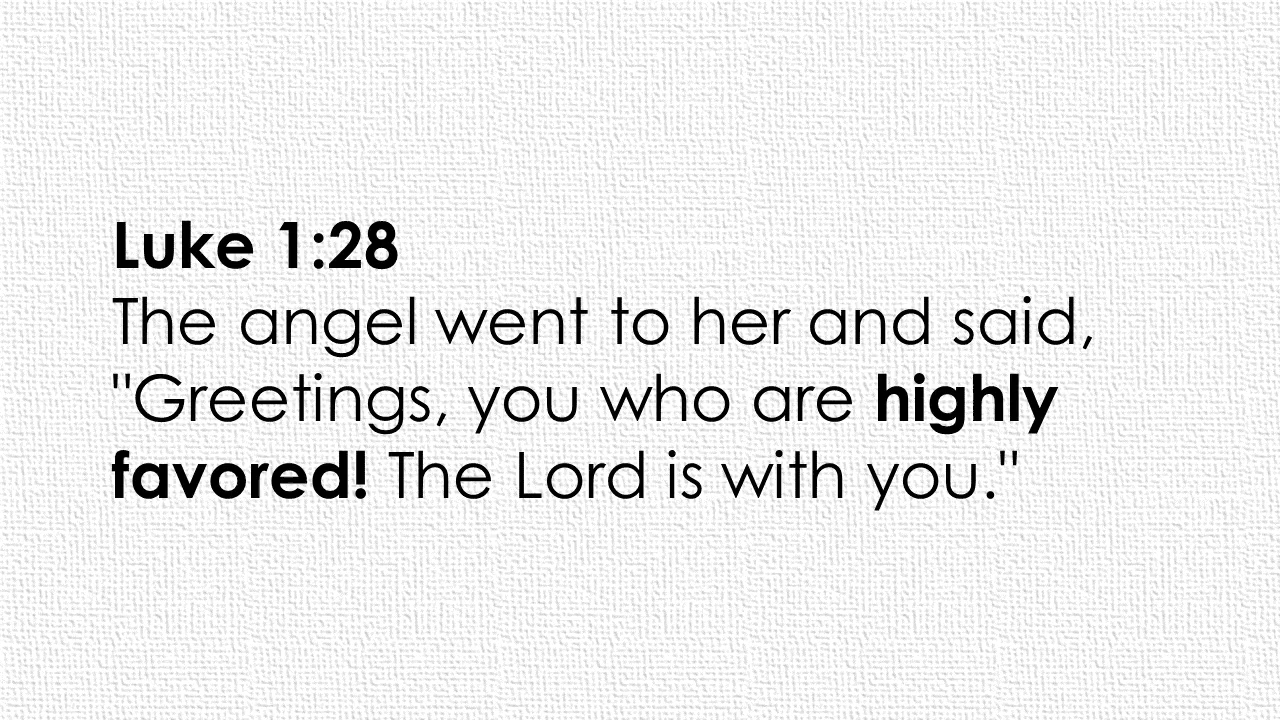 Luke 1:28
The angel went to her and said,
"Greetings, you who are highly
favored! The Lord is with you."